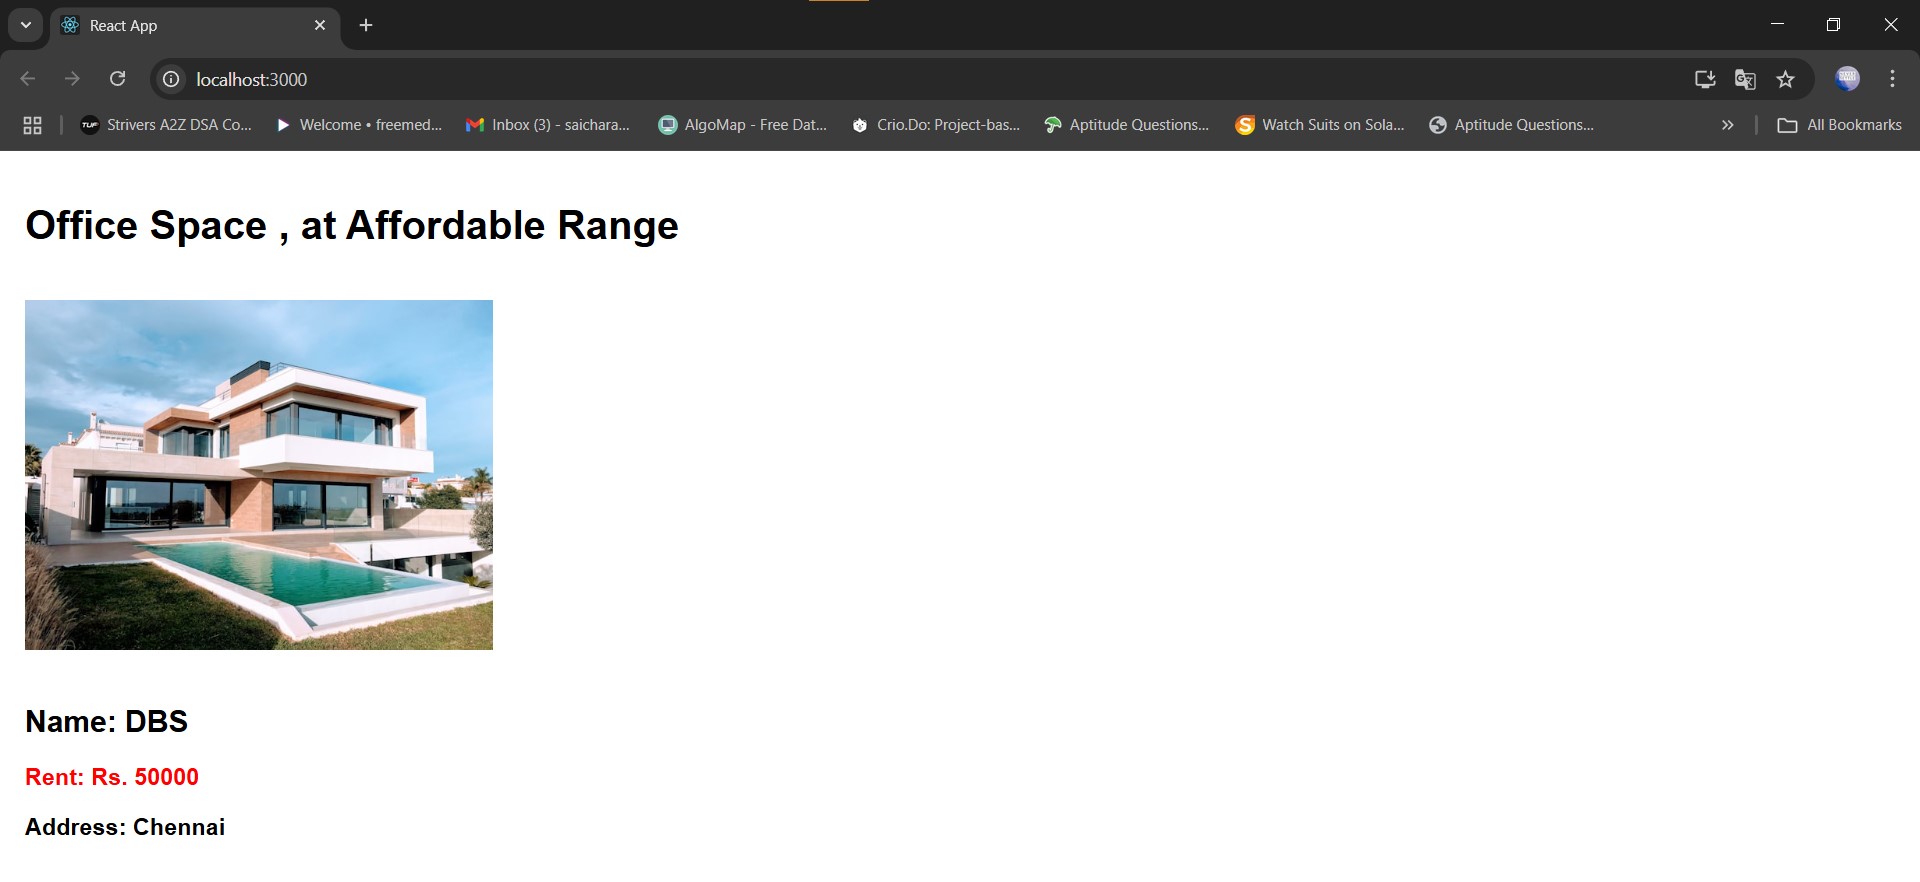 React App
localhost:3000
Strivers A2Z DSA Co... Welcome • freemed... Inbox (3) - saichara... AlgoMap - Free Dat... Crio.Do: Project-bas... Aptitude Questions... Watch Suits on Sola... Aptitude Questions... All Bookmarks
Office Space , at Affordable Range
Name: DBS
Rent: Rs. 50000
Address: Chennai